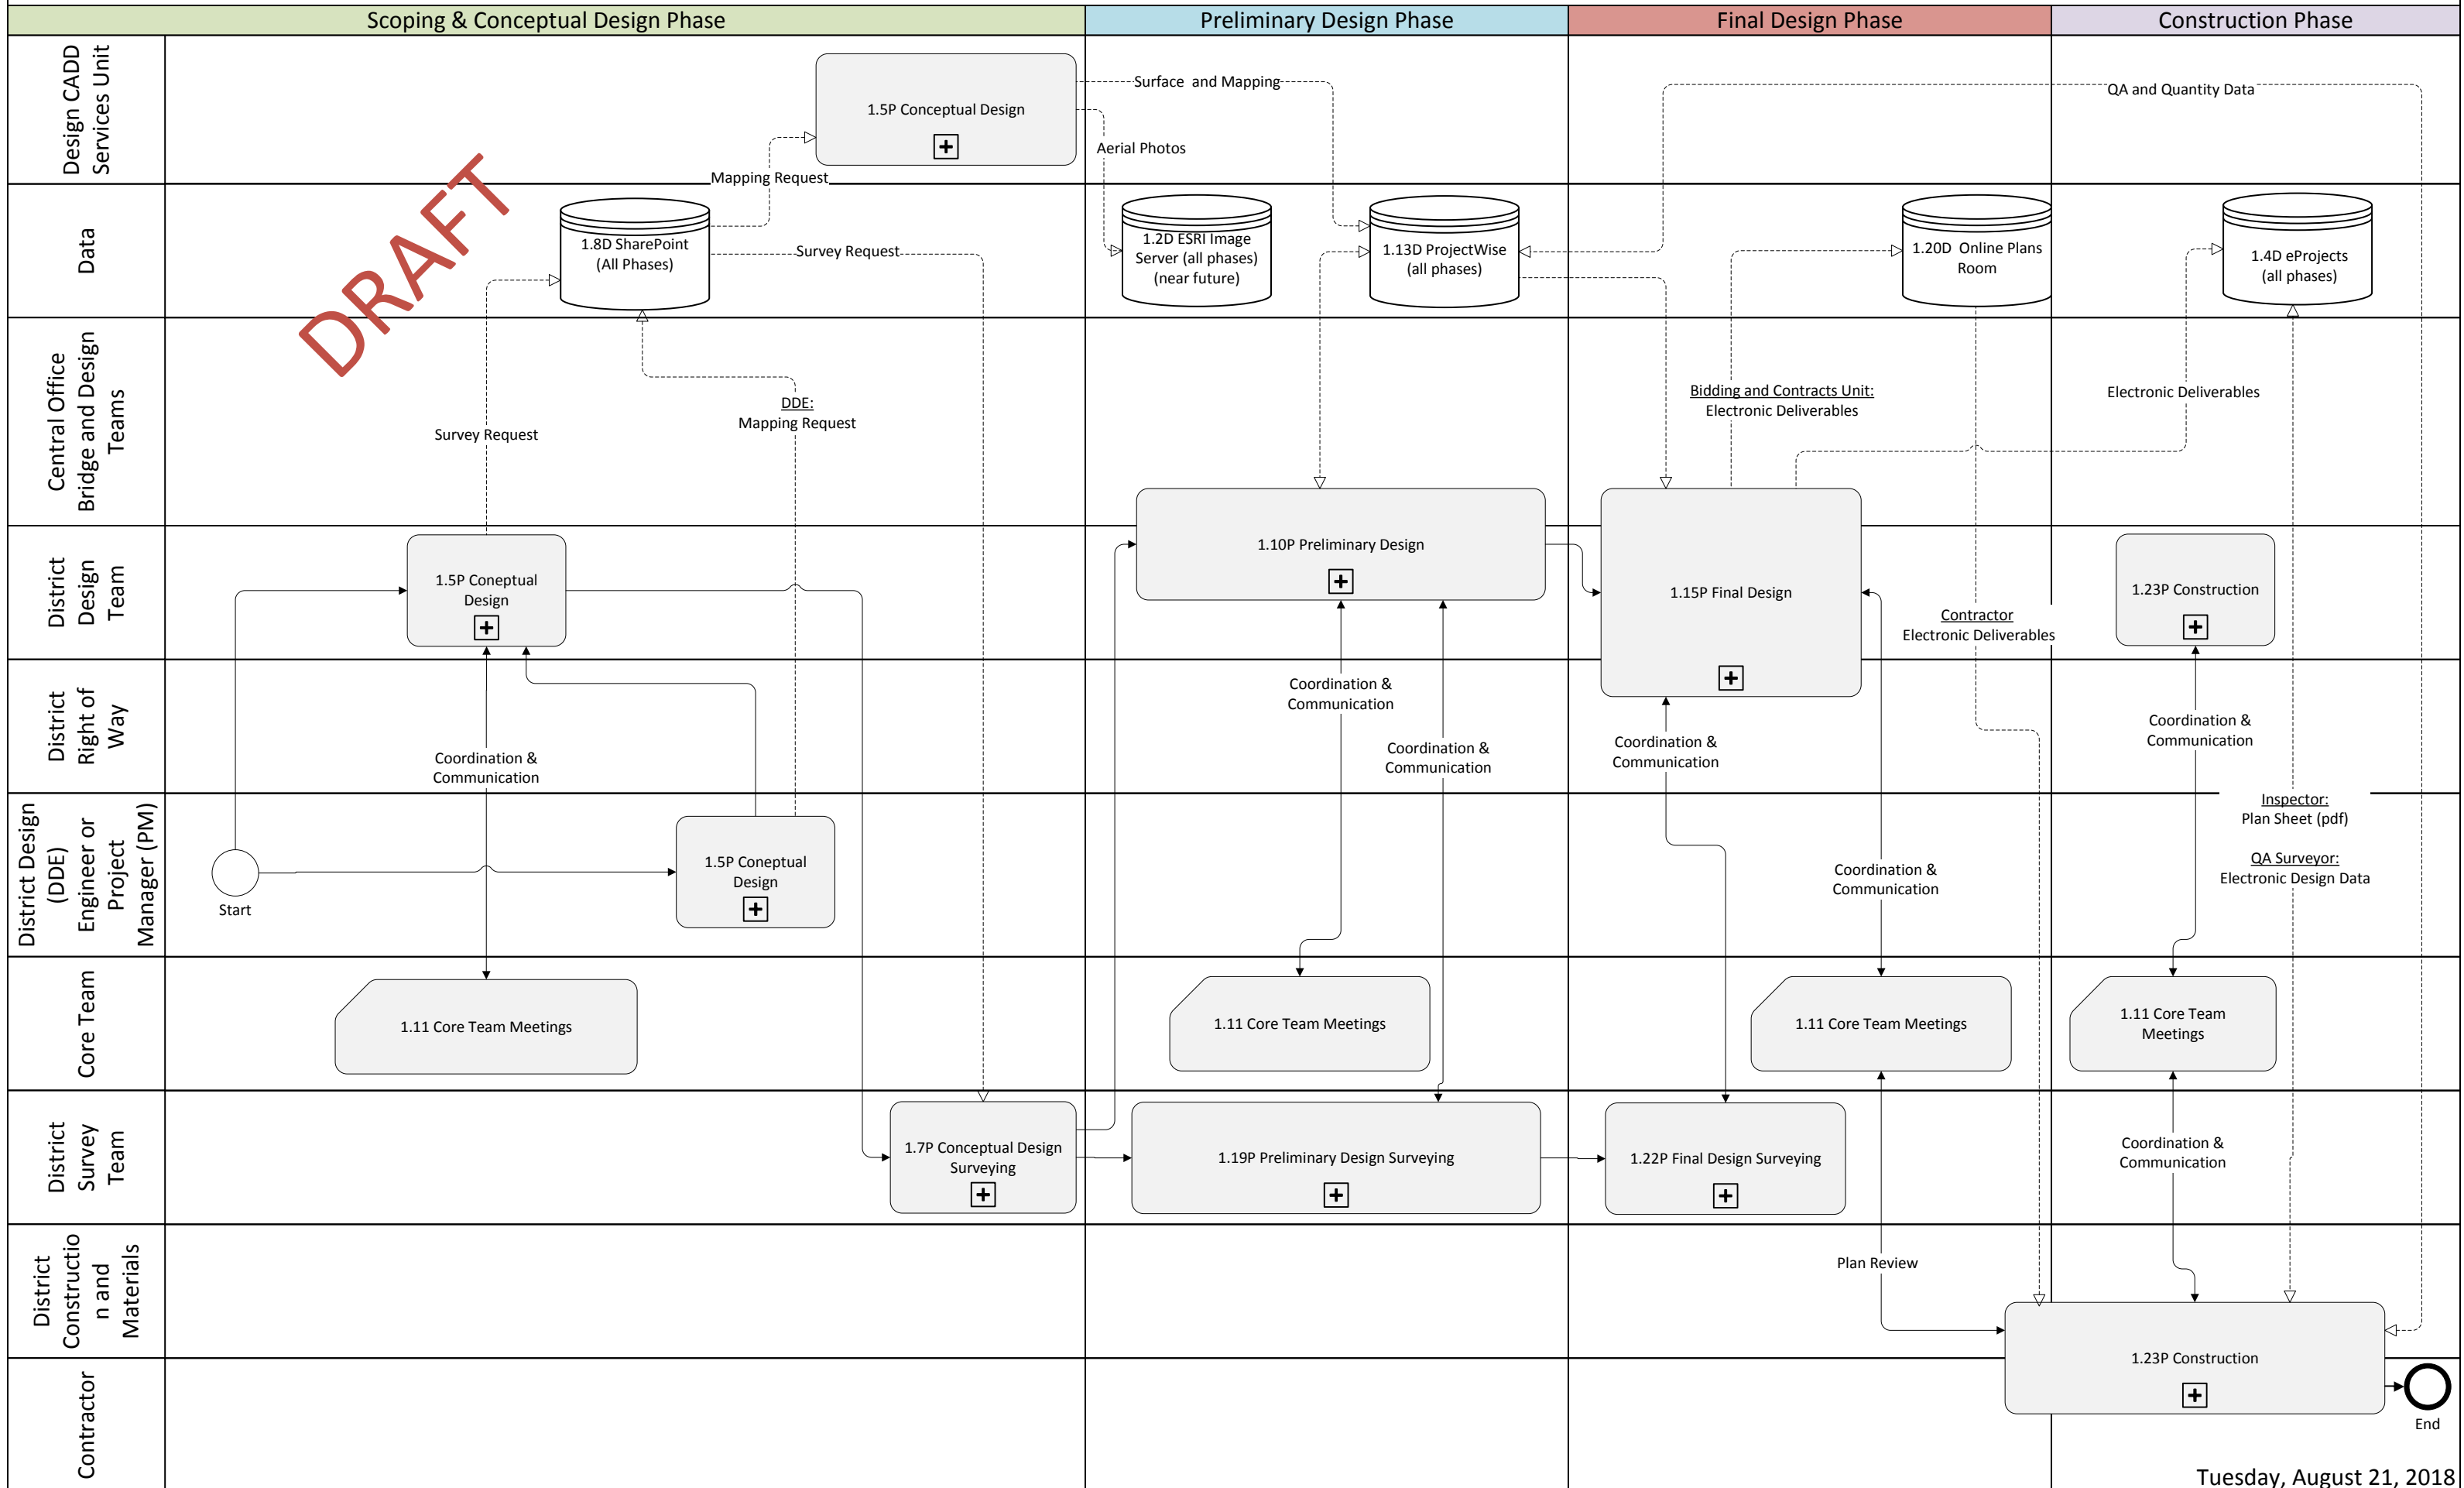 Scoping & Conceptual Design Phase
Preliminary Design Phase
Final Design Phase
Construction Phase
Design CADD
Services Unit
1.5P Conceptual Design
Surface  and Mapping
QA and Quantity Data
Aerial Photos
Mapping Request
DRAFT
Data
1.8D SharePoint
(All Phases)
Survey Request
1.2D ESRI Image
Server (all phases)
(near future)
1.13D ProjectWise
(all phases)
1.20D  Online Plans
Room
1.4D eProjects
(all phases)
Central Office
Bridge and Design
Teams
Survey Request
DDE:
Mapping Request
Bidding and Contracts Unit:
Electronic Deliverables
Electronic Deliverables
District
Design
Team
1.5P Coneptual
Design
1.10P Preliminary Design
1.15P Final Design
Contractor
Electronic Deliverables
1.23P Construction
District
Right of
Way
Coordination &
Communication
Coordination &
Communication
Coordination &
Communication
Coordination &
Communication
Coordination &
Communication
District Design
(DDE)
Engineer or
Project
Manager (PM)
Start
1.5P Coneptual
Design
Coordination &
Communication
Inspector:
Plan Sheet (pdf)
QA Surveyor:
Electronic Design Data
Core Team
1.11 Core Team Meetings
1.11 Core Team Meetings
1.11 Core Team Meetings
1.11 Core Team
Meetings
District
Survey
Team
1.7P Conceptual Design
Surveying
1.19P Preliminary Design Surveying
1.22P Final Design Surveying
Coordination &
Communication
District
Constructio
n and
Materials
Plan Review
Contractor
1.23P Construction
End
Tuesday, August 21, 2018